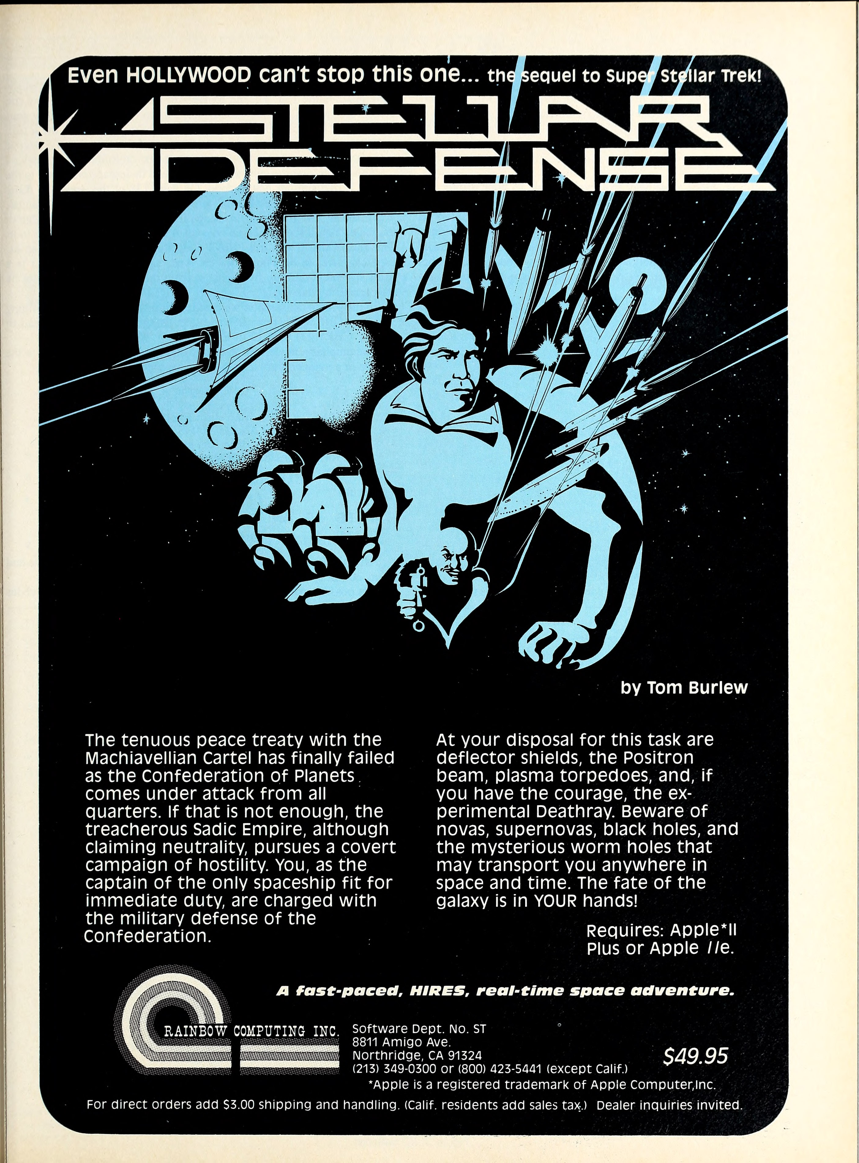 Even HOLLYWOOD can't stop this one... the sequel to Super Stellar Trek!
STELLAR
DEFENSE
by Tom Burlew
The tenuous peace treaty with the
Machiavellian Cartel has finally failed
as the Confederation of Planets
comes under attack from all
quarters. If that is not enough, the
treacherous Sadic Empire, although
claiming neutrality, pursues a covert
campaign of hostility. You, as the
captain of the only spaceship fit for
immediate duty, are charged with
the military defense of the
Confederation.
At your disposal for this task are
deflector shields, the Positron
beam, plasma torpedoes, and, if
you have the courage, the ex-
perimental Deathray. Beware of
novas, supernovas, black holes, and
the mysterious worm holes that
may transport you anywhere in
space and time. The fate of the
galaxy is in YOUR hands!
Requires: Apple*II
Plus or Apple //e.
A fast-paced, HIRES, real-time space adventure.
RAINBOW COMPUTING INC.
Software Dept. No. ST
8811 Amigo Ave.
Northridge, CA 91324
(213) 349-0300 or (800) 423-5441 (except Calif.)
$49.95
*Apple is a registered trademark of Apple Computer,Inc.
For direct orders add $3.00 shipping and handling. (Calif. residents add sales tax.) Dealer inquiries invited.